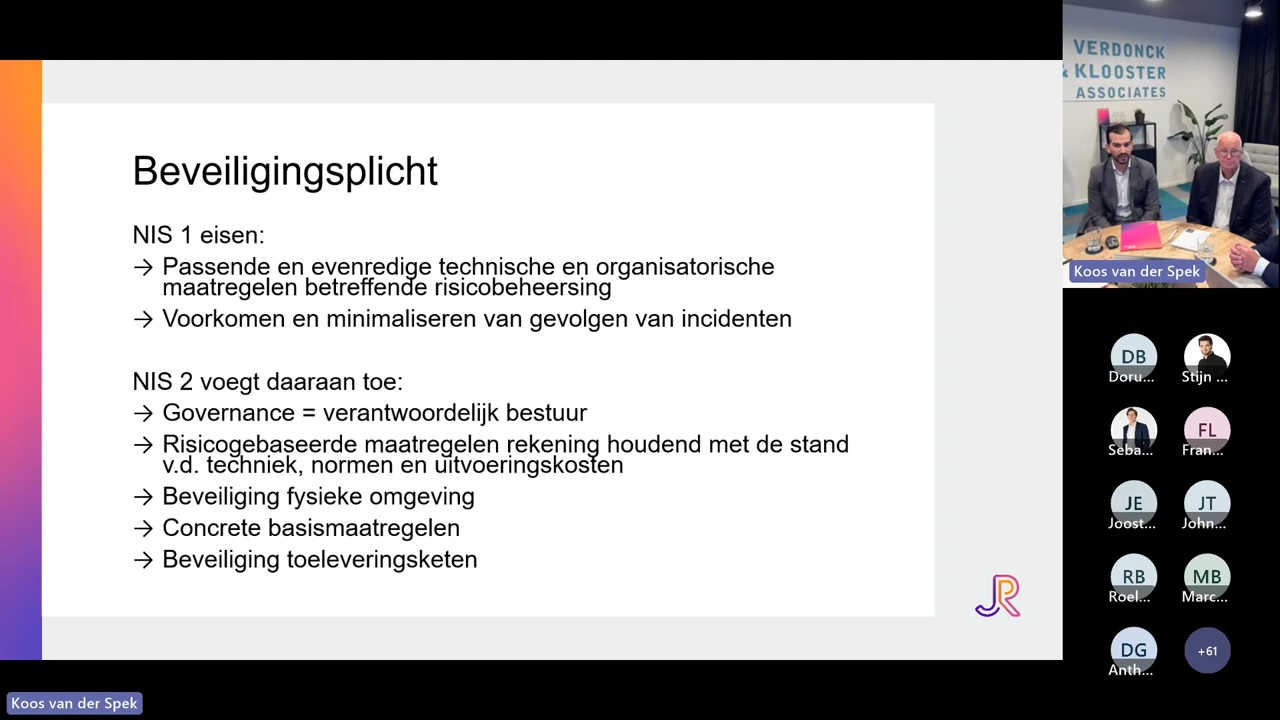 Beveiligingsplicht
NIS 1 eisen:
→ Passende en evenredige technische en organisatorische
maatregelen betreffende risicobeheersing
→ Voorkomen en minimaliseren van gevolgen van incidenten
NIS 2 voegt daaraan toe:
→ Governance = verantwoordelijk bestuur
→ Risicogebaseerde maatregelen rekening houdend met de stand
v.d. techniek, normen en uitvoeringskosten
→ Beveiliging fysieke omgeving
→ Concrete basismaatregelen
→ Beveiliging toeleveringsketen
JR
Koos van der Spek
VERDONCK
& KLOOSTER
ASSOCIATES
Koos van der Spek
DB
Doru...
Stijn ...
Seba...
FL
Fran...
JE
Joost...
JT
John...
RB
Roel...
MB
Marc...
DG
Anth...
+61